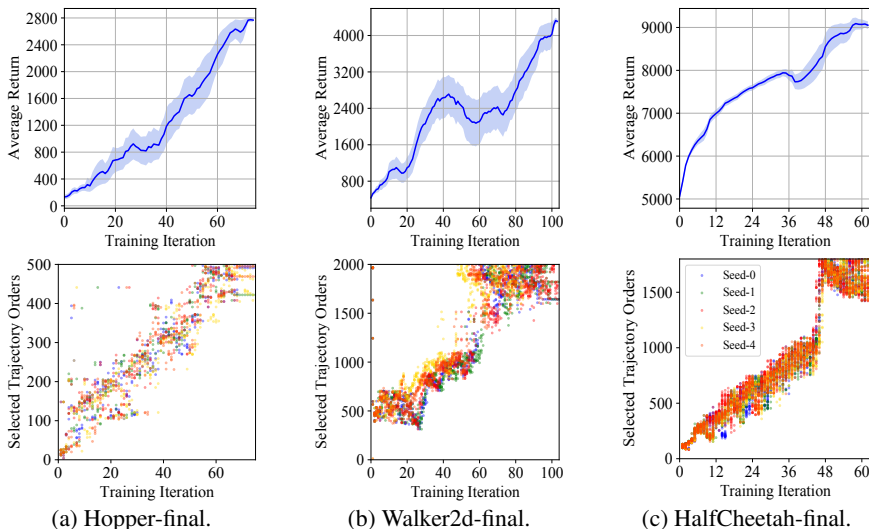 2800
2400
2000
1600
1200
800
400
0
Average Return
0 20 40 60
Training Iteration
4000
3200
2400
1600
800
Average Return
0 20 40 60 80 100
Training Iteration
9000
8000
7000
6000
5000
Average Return
0 12 24 36 48 60
Training Iteration
500
400
300
200
100
0
Selected Trajectory Orders
0 20 40 60
Training Iteration
(a) Hopper-final.
2000
1500
1000
500
0
Selected Trajectory Orders
0 20 40 60 80 100
Training Iteration
(b) Walker2d-final.
1500
1000
500
0
Selected Trajectory Orders
Seed-0
Seed-1
Seed-2
Seed-3
Seed-4
0 12 24 36 48 60
Training Iteration
(c) HalfCheetah-final.